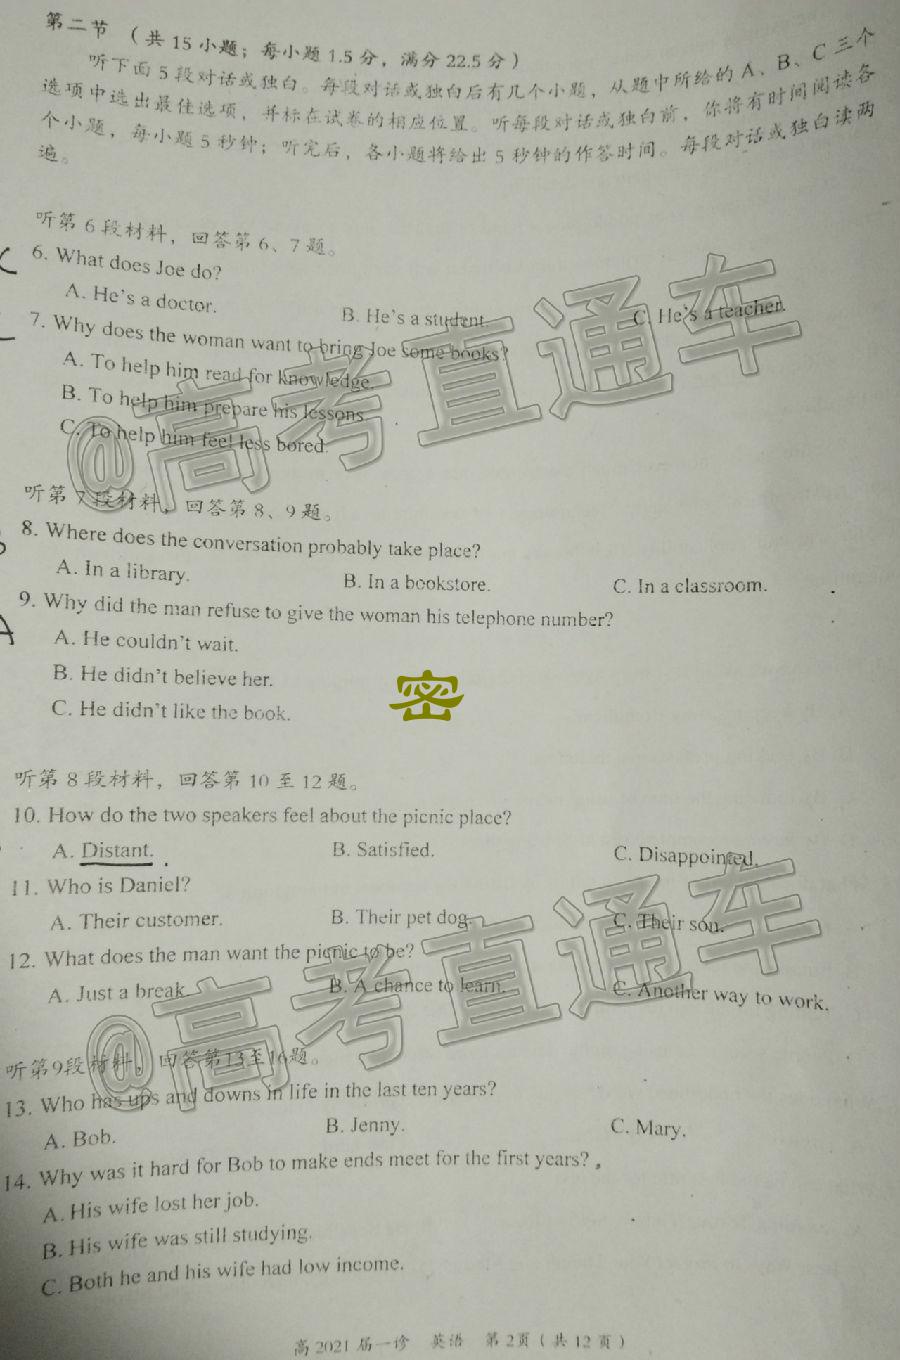 第二节 （共 15 小题；每小题 1.5 分，满分 22.5 分）
听下面 5 段对话或独白。每段对话或独白后有几个小题，从题中所给的 A、B、C 三个
选项中选出最佳选项，并标在试卷的相应位置。听每段对话或独白前，你将有时间阅读各
个小题，每小题 5 秒钟；听完后，各小题将给出 5 秒钟的作答时间。每段对话或独白读两
遍。
听第 6 段材料，回答第 6、7 题。
6. What does Joe do?
A. He's a doctor. B. He's a student. C. He's a teacher.
7. Why does the woman want to bring Joe some books?
A. To help him read for knowledge.
B. To help him prepare his lessons.
C. To help him feel less bored.
@高考直通车
听第 7 段材料，回答第 8、9 题。
8. Where does the conversation probably take place?
A. In a library. B. In a bookstore. C. In a classroom.
9. Why did the man refuse to give the woman his telephone number?
A. He couldn't wait.
B. He didn't believe her.
C. He didn't like the book.
密
听第 8 段材料，回答第 10 至 12 题。
10. How do the two speakers feel about the picnic place?
A. Distant. B. Satisfied. C. Disappointed.
11. Who is Daniel?
A. Their customer. B. Their pet dog. C. Their son.
12. What does the man want the picnic to be?
A. Just a break. B. A chance to learn. C. Another way to work.
@高考直通车
听第9段材料，回答第13至16题。
13. Who has ups and downs in life in the last ten years?
A. Bob. B. Jenny. C. Mary.
14. Why was it hard for Bob to make ends meet for the first years?
A. His wife lost her job.
B. His wife was still studying.
C. Both he and his wife had low income.
高 2021 届一诊 英语 第 2页（共 12 页）